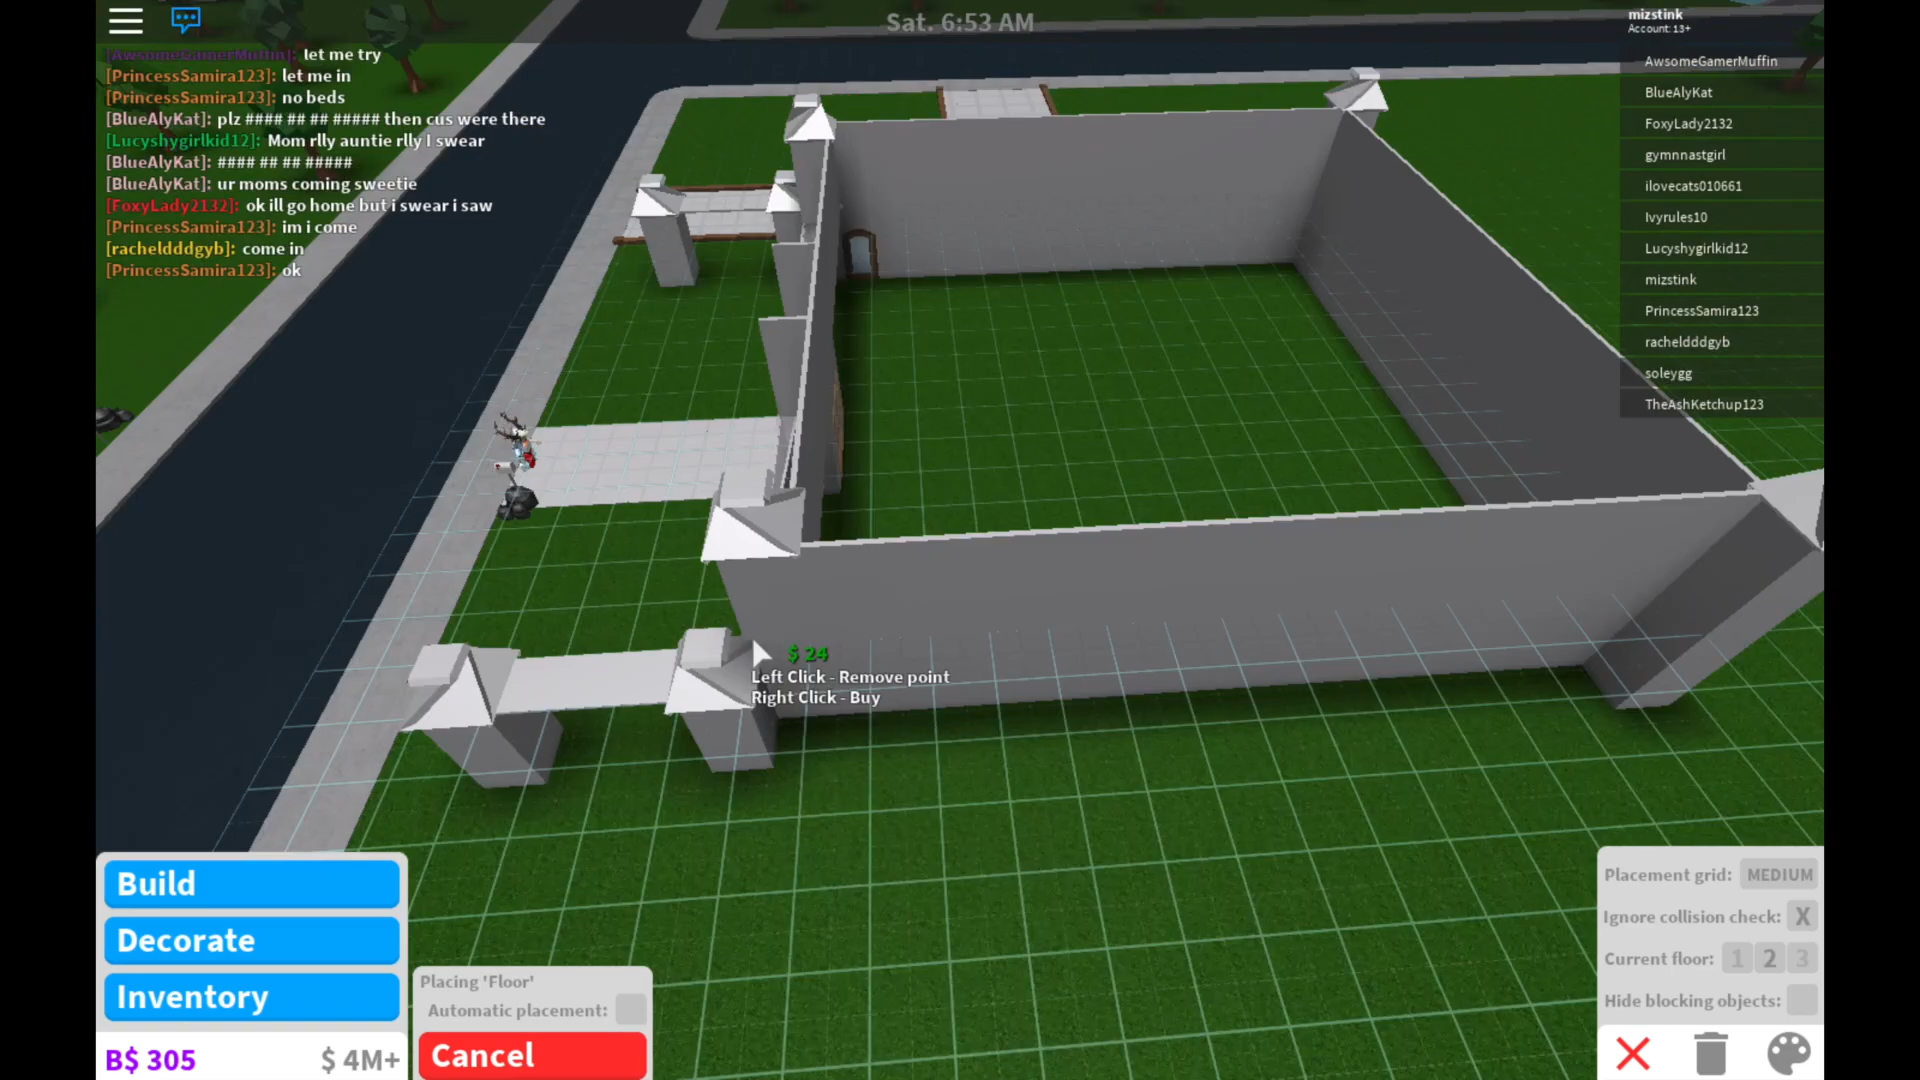 Sat. 6:53 AM
mizstink
Account: 13+
[AwsomeGamerMuffin]: let me try
[PrincessSamira123]: let me in
[PrincessSamira123]: no beds
[BlueAlyKat]: plz #### ## ## ##### then cus were there
[Lucyshygirlkid12]: Mom rlly auntie rlly I swear
[BlueAlyKat]: #### ## ## #####
[BlueAlyKat]: ur moms coming sweetie
[FoxyLady2132]: ok ill go home but i swear i saw
[PrincessSamira123]: im i come
[racheldddgyb]: come in
[PrincessSamira123]: ok
AwsomeGamerMuffin
BlueAlyKat
FoxyLady2132
gymnnastgirl
ilovecats010661
Ivyrules10
Lucyshygirlkid12
mizstink
PrincessSamira123
racheldddgyb
soleygg
TheAshKetchup123
$ 24
Left Click - Remove point
Right Click - Buy
Build
Decorate
Inventory
B$ 305
$ 4M+
Placing 'Floor'
Automatic placement:
Cancel
Placement grid: MEDIUM
Ignore collision check: X
Current floor: 1 2 3
Hide blocking objects: